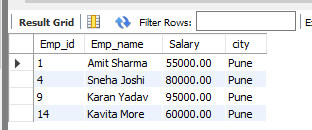 Result Grid Filter Rows:
Emp_id Emp_name Salary city
1 Amit Sharma 55000.00 Pune
4 Sneha Joshi 80000.00 Pune
9 Karan Yadav 95000.00 Pune
14 Kavita More 60000.00 Pune